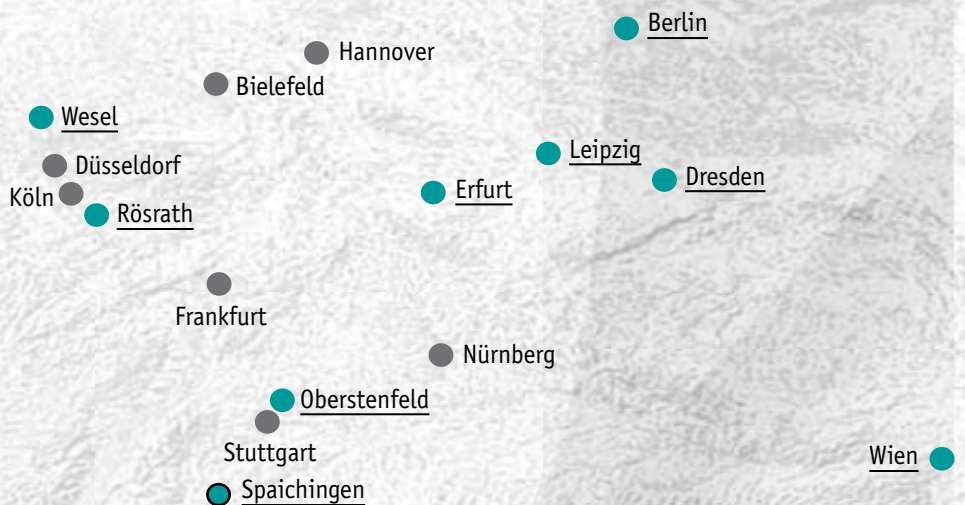 Berlin
Hannover
Bielefeld
Wesel
Leipzig
Düsseldorf
Dresden
Köln
Erfurt
Rösrath
Frankfurt
Nürnberg
Oberstenfeld
Stuttgart
Wien
Spaichingen